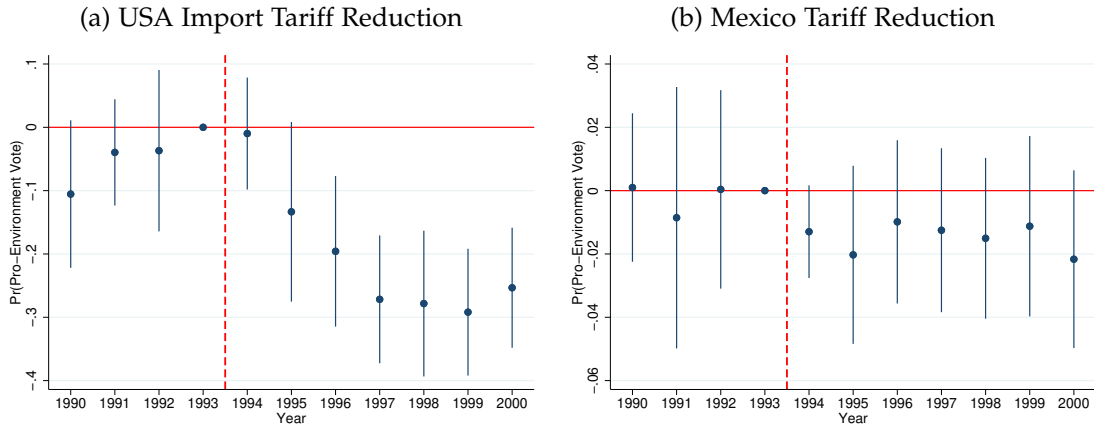 (a) USA Import Tariff Reduction
Pr(Pro-Environment Vote)
.1
0
-.1
-.2
-.3
-.4
1990 1991 1992 1993 1994 1995 1996 1997 1998 1999 2000
Year
(b) Mexico Tariff Reduction
Pr(Pro-Environment Vote)
.04
.02
0
-.02
-.04
-.06
1990 1991 1992 1993 1994 1995 1996 1997 1998 1999 2000
Year